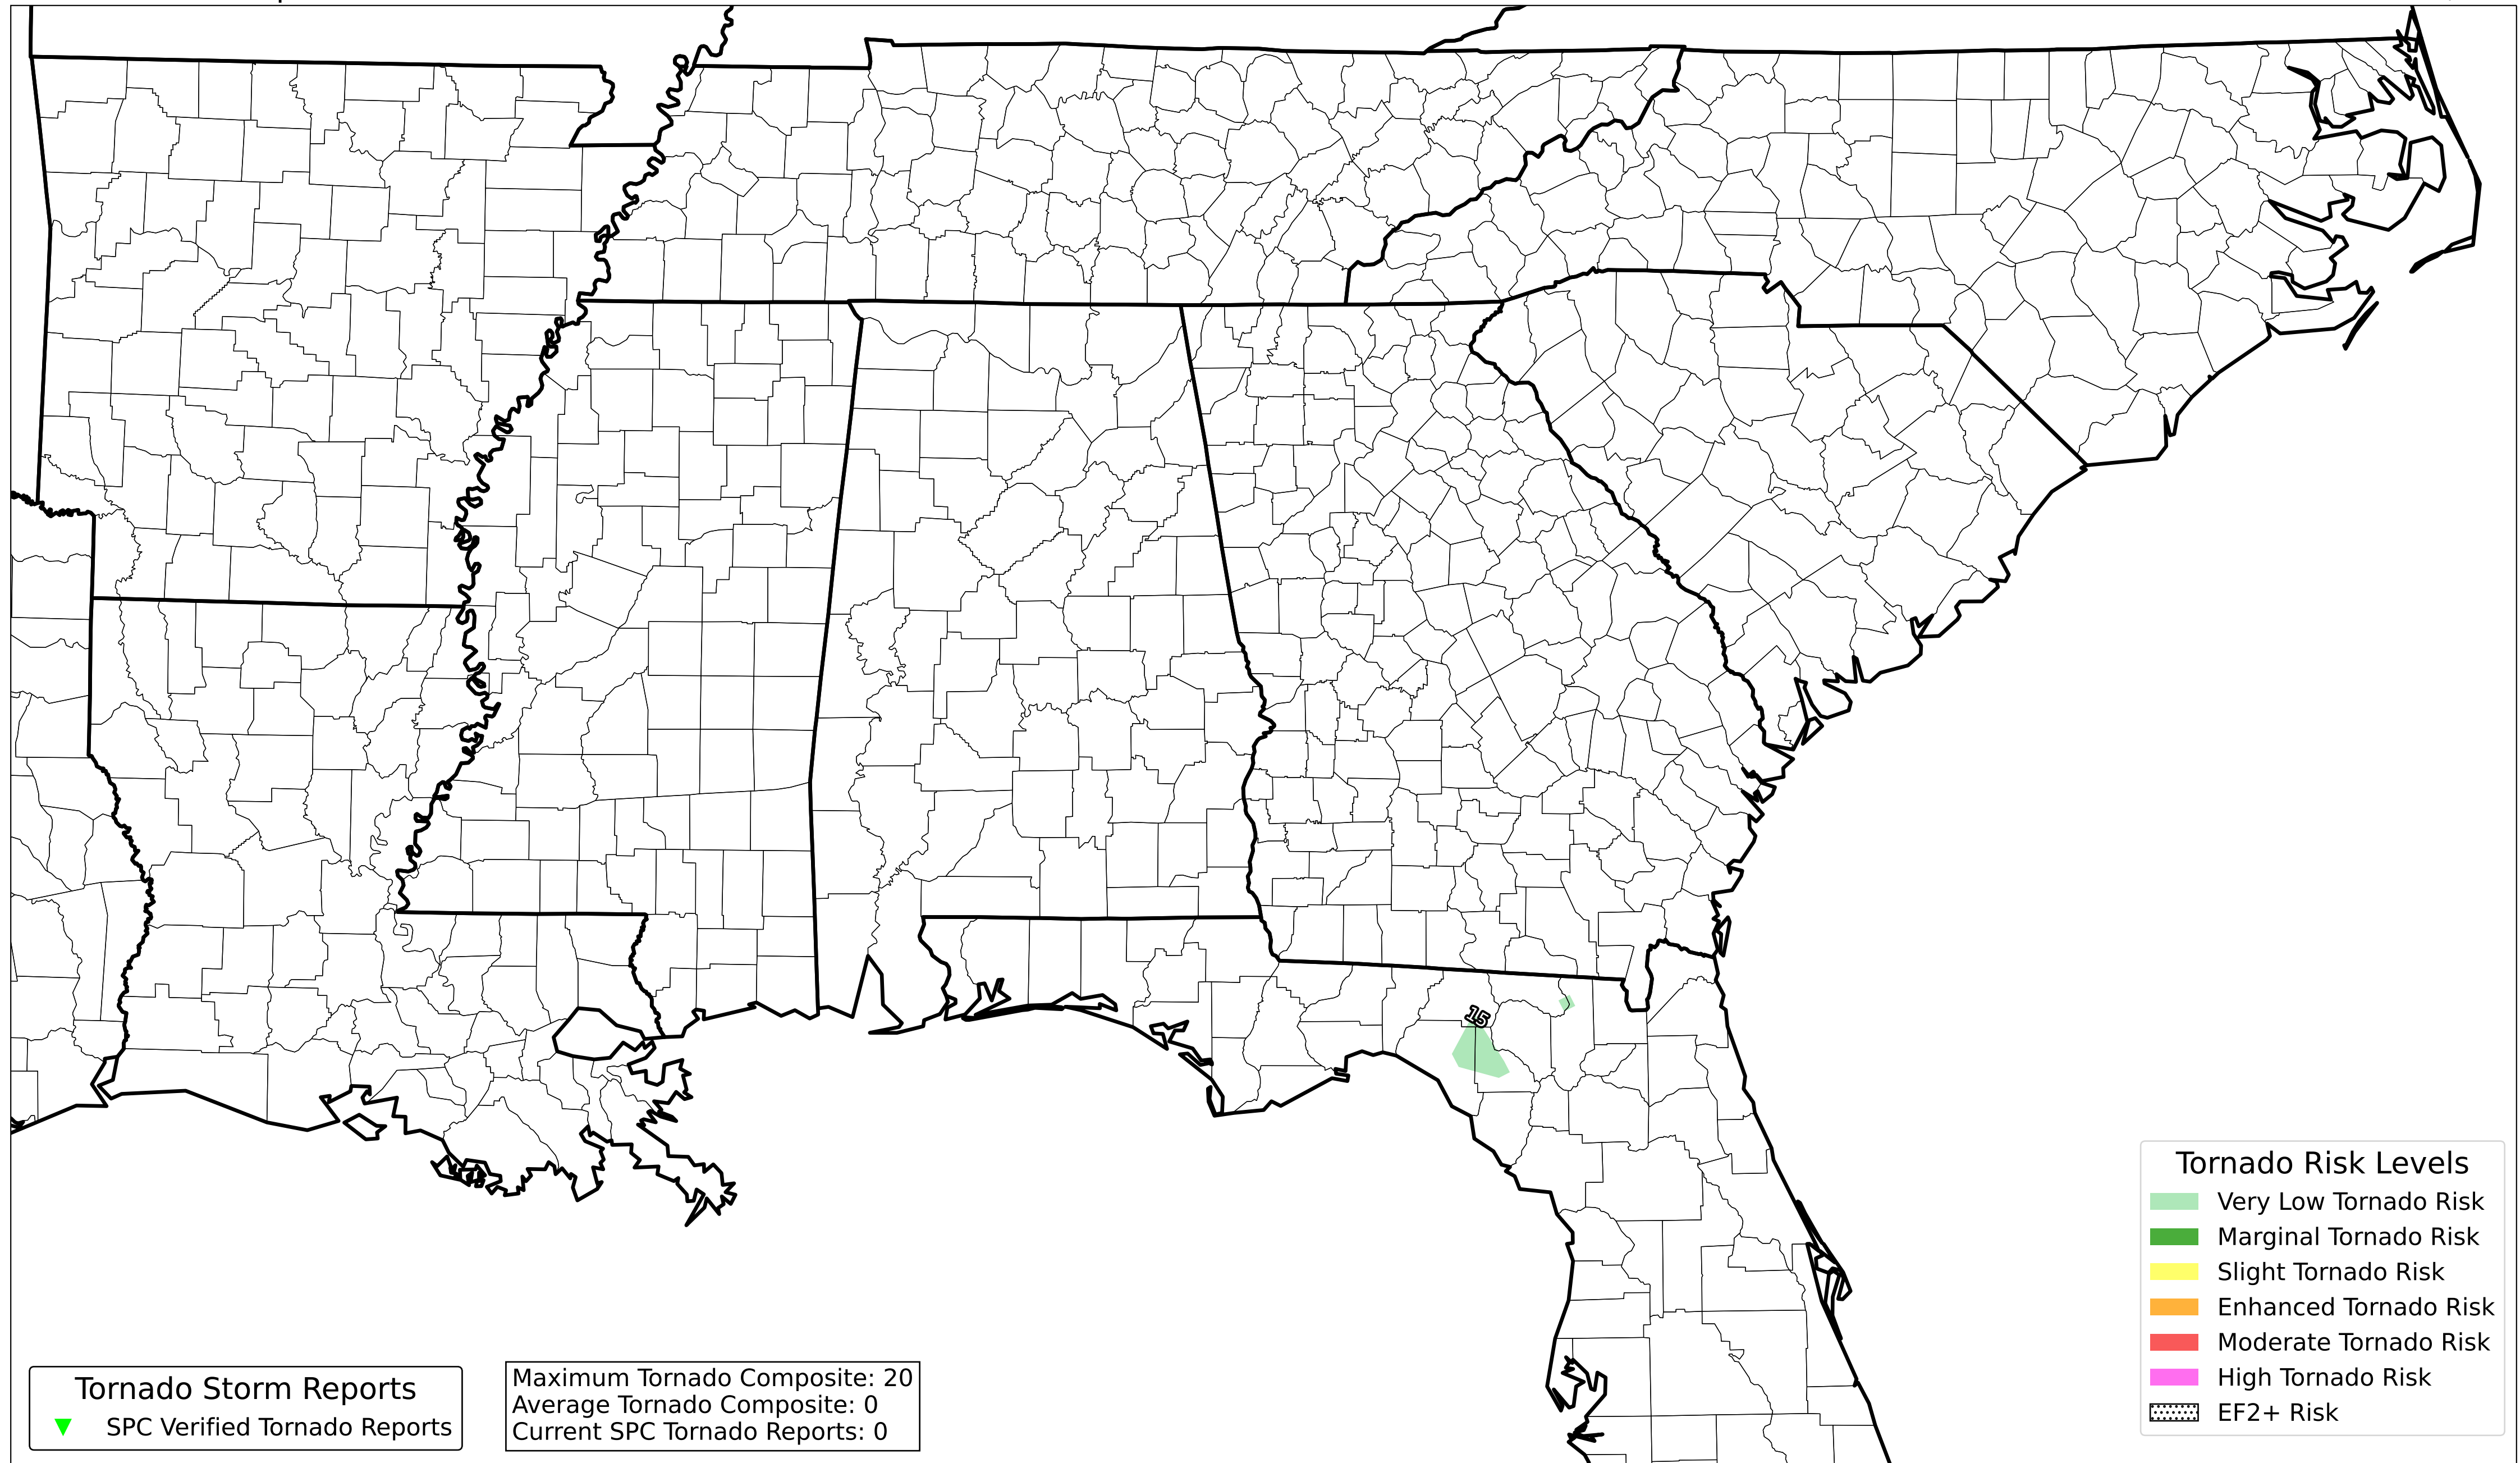 15
Tornado Risk Levels
Very Low Tornado Risk
Marginal Tornado Risk
Slight Tornado Risk
Enhanced Tornado Risk
Moderate Tornado Risk
High Tornado Risk
EF2+ Risk
Tornado Storm Reports
SPC Verified Tornado Reports
Maximum Tornado Composite: 20
Average Tornado Composite: 0
Current SPC Tornado Reports: 0